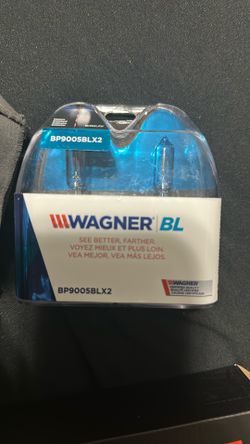 BP9005BLX2
WAGNER BL
SEE BETTER, FARTHER.
VOYEZ MIEUX ET PLUS LOIN.
VEA MEJOR, VEA MÁS LEJOS.
WAGNER
BP9005BLX2